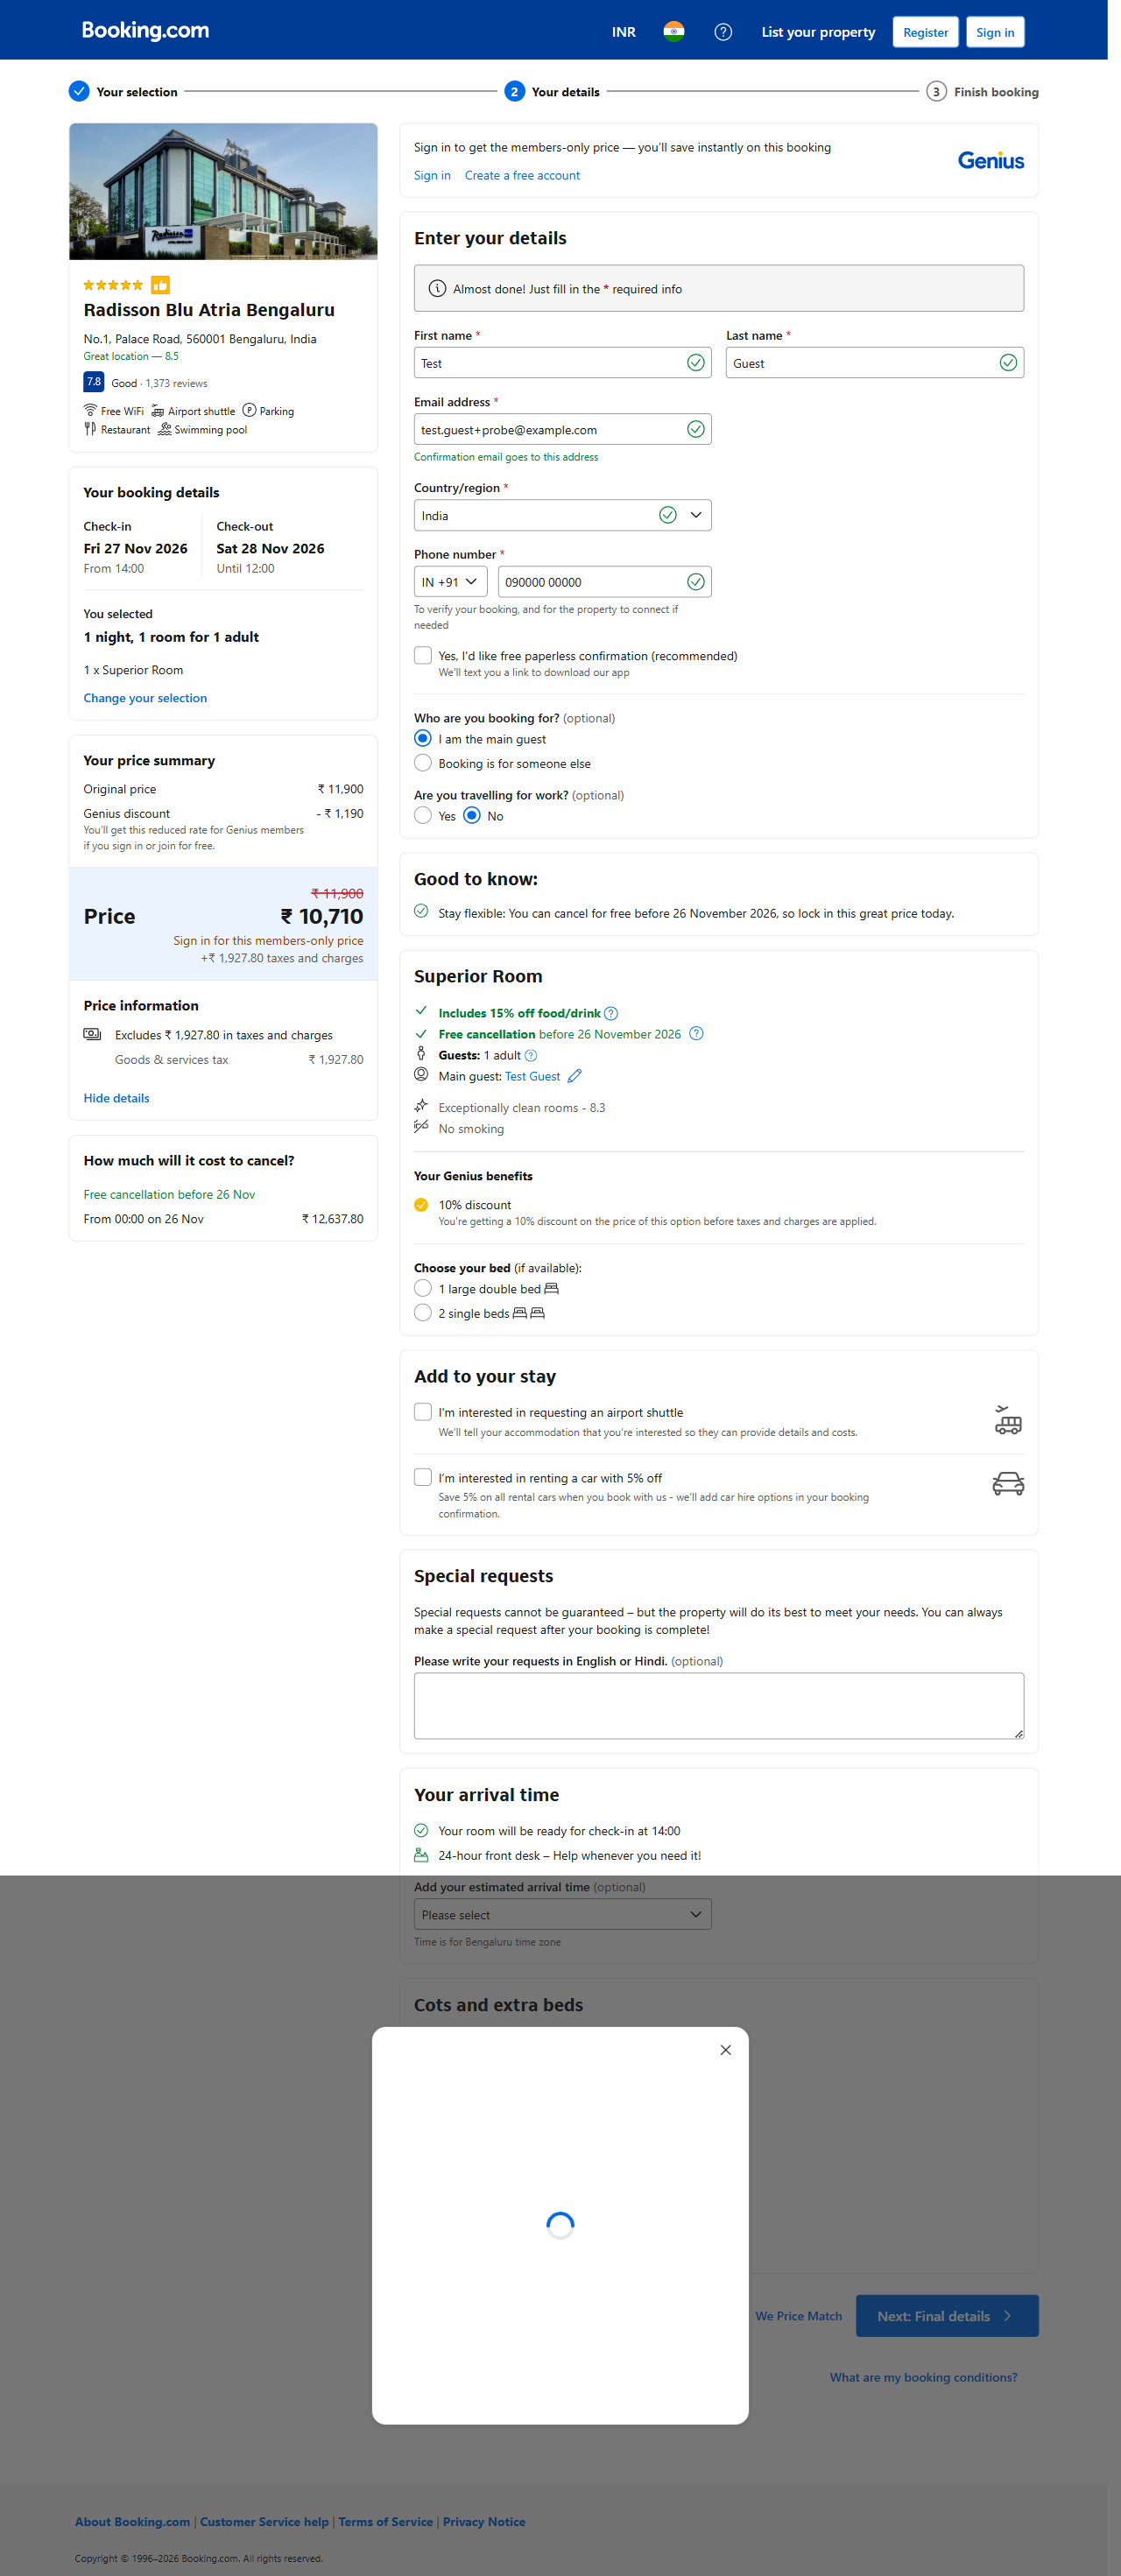 Booking.com
INR
List your property
Register
Sign in
Your selection
2 Your details
3 Finish booking
Radisson Blu Atria Bengaluru
No.1, Palace Road, 560001 Bengaluru, India
Great location — 8.5
7.8 Good · 1,373 reviews
Free WiFi Airport shuttle Parking
Restaurant Swimming pool
Your booking details
Check-in
Fri 27 Nov 2026
From 14:00
Check-out
Sat 28 Nov 2026
Until 12:00
You selected
1 night, 1 room for 1 adult
1 x Superior Room
Change your selection
Your price summary
Original price ₹ 11,900
Genius discount - ₹ 1,190
You'll get this reduced rate for Genius members
if you sign in or join for free.
₹ 11,900
Price ₹ 10,710
Sign in for this members-only price
+₹ 1,927.80 taxes and charges
Price information
Excludes ₹ 1,927.80 in taxes and charges
Goods & services tax ₹ 1,927.80
Hide details
How much will it cost to cancel?
Free cancellation before 26 Nov
From 00:00 on 26 Nov ₹ 12,637.80
Sign in to get the members-only price — you'll save instantly on this booking
Sign in Create a free account
Genius
Enter your details
Almost done! Just fill in the * required info
First name *
Test
Last name *
Guest
Email address *
test.guest+probe@example.com
Confirmation email goes to this address
Country/region *
India
Phone number *
IN +91 090000 00000
To verify your booking, and for the property to connect if
needed
Yes, I'd like free paperless confirmation (recommended)
We'll text you a link to download our app
Who are you booking for? (optional)
I am the main guest
Booking is for someone else
Are you travelling for work? (optional)
Yes No
Good to know:
Stay flexible: You can cancel for free before 26 November 2026, so lock in this great price today.
Superior Room
Includes 15% off food/drink
Free cancellation before 26 November 2026
Guests: 1 adult
Main guest: Test Guest
Exceptionally clean rooms - 8.3
No smoking
Your Genius benefits
10% discount
You're getting a 10% discount on the price of this option before taxes and charges are applied.
Choose your bed (if available):
1 large double bed
2 single beds
Add to your stay
I'm interested in requesting an airport shuttle
We'll tell your accommodation that you're interested so they can provide details and costs.
I'm interested in renting a car with 5% off
Save 5% on all rental cars when you book with us - we'll add car hire options in your booking
confirmation.
Special requests
Special requests cannot be guaranteed – but the property will do its best to meet your needs. You can always
make a special request after your booking is complete!
Please write your requests in English or Hindi. (optional)
Your arrival time
Your room will be ready for check-in at 14:00
24-hour front desk – Help whenever you need it!
Add your estimated arrival time (optional)
Please select
Time is for Bengaluru time zone
Cots and extra beds
We Price Match
Next: Final details
What are my booking conditions?
About Booking.com | Customer Service help | Terms of Service | Privacy Notice
Copyright © 1996–2026 Booking.com. All rights reserved.